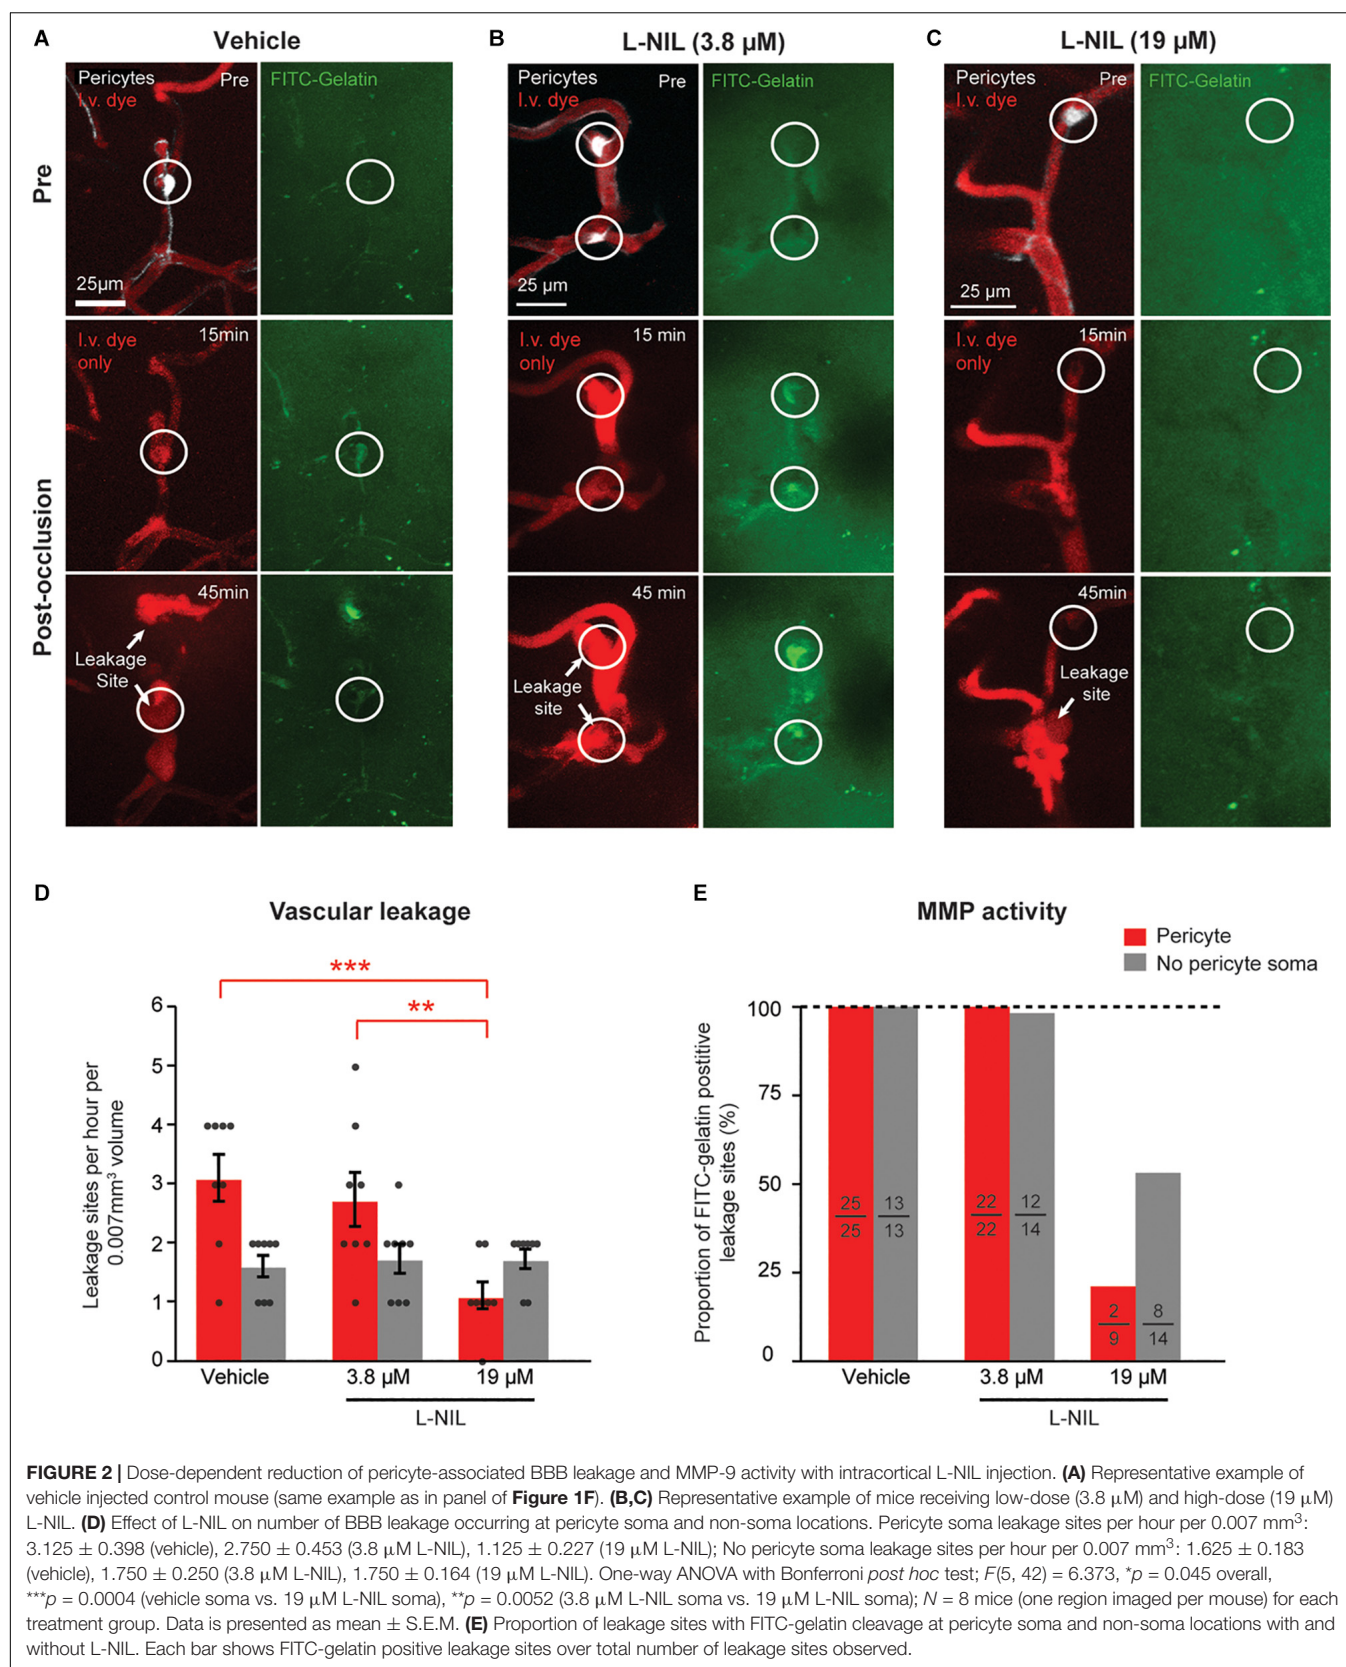 A
Vehicle
Pericytes
Pre
I.v. dye
FITC-Gelatin
25µm
I.v. dye
only
15min
45min
Leakage
Site
B
L-NIL (3.8 µM)
Pericytes
Pre
I.v. dye
FITC-Gelatin
25 µm
I.v. dye
only
15 min
45 min
Leakage
site
C
L-NIL (19 µM)
Pericytes
Pre
I.v. dye
FITC-Gelatin
25 µm
I.v. dye
only
15min
45min
Leakage
site
Pre
Post-occlusion
D
Vascular leakage
***
**
Leakage sites per hour per
0.007mm³ volume
6
5
4
3
2
1
0
Vehicle
3.8 µM
19 µM
L-NIL
E
MMP activity
Pericyte
No pericyte soma
Proportion of FITC-gelatin postitive
leakage sites (%)
100
75
50
25
0
25
25
13
13
22
22
12
14
2
9
8
14
Vehicle
3.8 µM
19 µM
L-NIL
FIGURE 2 | Dose-dependent reduction of pericyte-associated BBB leakage and MMP-9 activity with intracortical L-NIL injection. (A) Representative example of
vehicle injected control mouse (same example as in panel of Figure 1F). (B,C) Representative example of mice receiving low-dose (3.8 µM) and high-dose (19 µM)
L-NIL. (D) Effect of L-NIL on number of BBB leakage occurring at pericyte soma and non-soma locations. Pericyte soma leakage sites per hour per 0.007 mm³:
3.125 ± 0.398 (vehicle), 2.750 ± 0.453 (3.8 µM L-NIL), 1.125 ± 0.227 (19 µM L-NIL); No pericyte soma leakage sites per hour per 0.007 mm³: 1.625 ± 0.183
(vehicle), 1.750 ± 0.250 (3.8 µM L-NIL), 1.750 ± 0.164 (19 µM L-NIL). One-way ANOVA with Bonferroni post hoc test; F(5, 42) = 6.373, *p = 0.045 overall,
***p = 0.0004 (vehicle soma vs. 19 µM L-NIL soma), **p = 0.0052 (3.8 µM L-NIL soma vs. 19 µM L-NIL soma); N = 8 mice (one region imaged per mouse) for each
treatment group. Data is presented as mean ± S.E.M. (E) Proportion of leakage sites with FITC-gelatin cleavage at pericyte soma and non-soma locations with and
without L-NIL. Each bar shows FITC-gelatin positive leakage sites over total number of leakage sites observed.